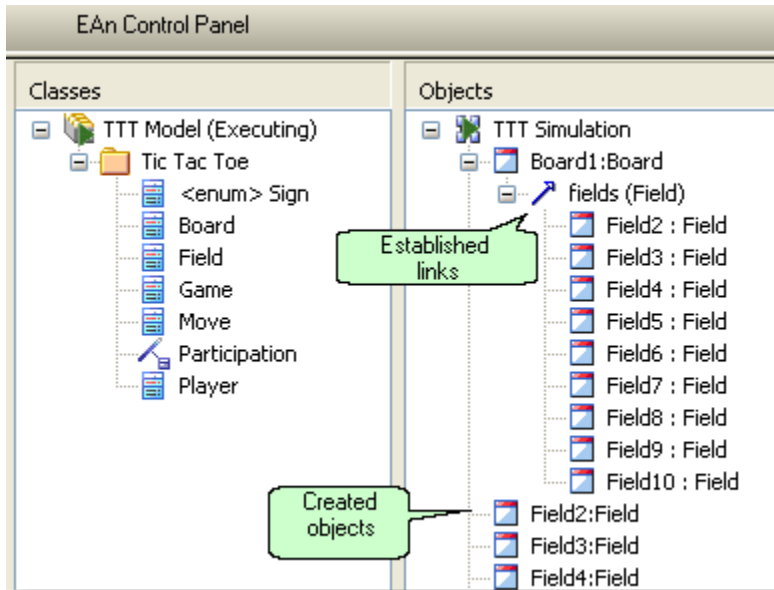 EAn Control Panel
Classes
TTT Model (Executing)
Tic Tac Toe
<enum> Sign
Board
Field
Game
Move
Participation
Player
Objects
TTT Simulation
Board1:Board
fields (Field)
Field2 : Field
Field3 : Field
Field4 : Field
Field5 : Field
Field6 : Field
Field7 : Field
Field8 : Field
Field9 : Field
Field10 : Field
Field2:Field
Field3:Field
Field4:Field
Established
links
Created
objects